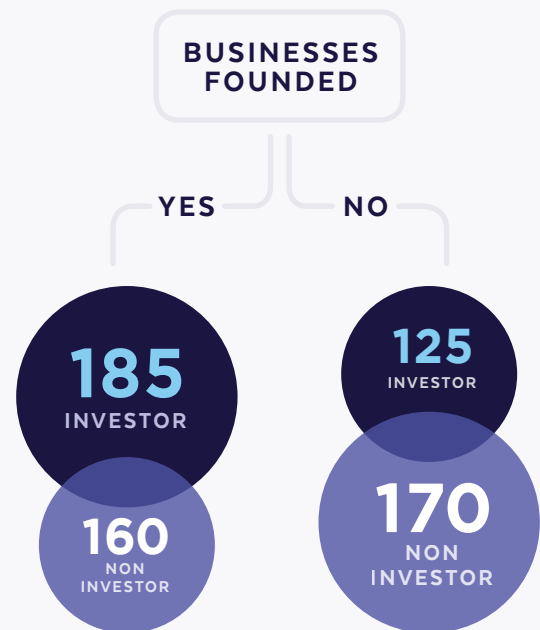 BUSINESSES
FOUNDED
YES
NO
185
INVESTOR
160
NON
INVESTOR
125
INVESTOR
170
NON
INVESTOR